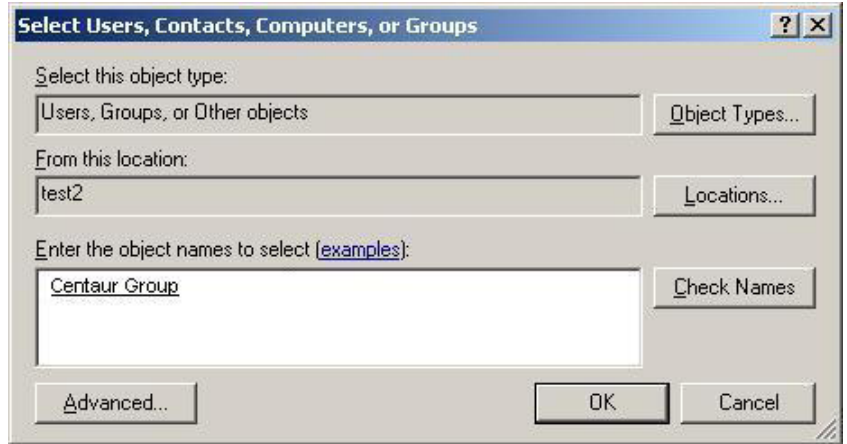 Select Users, Contacts, Computers, or Groups
Select this object type:
Users, Groups, or Other objects
Object Types...
From this location:
test2
Locations...
Enter the object names to select (examples):
Centaur Group
Check Names
Advanced...
OK
Cancel